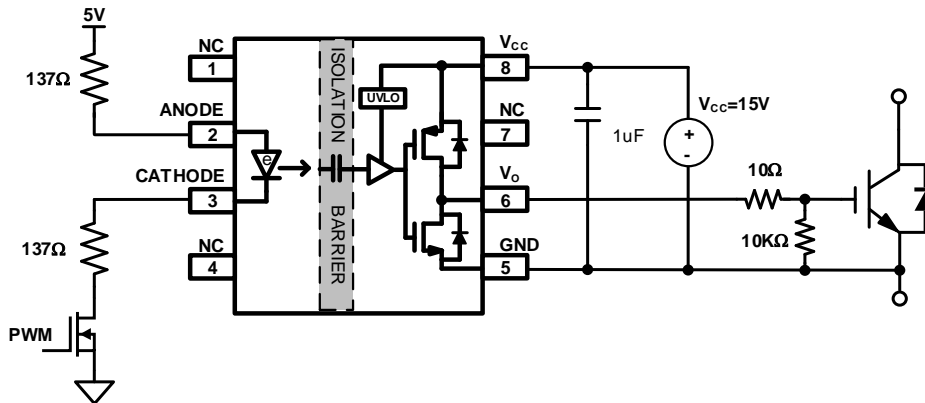 5V
137Ω
NC
1
ANODE
2
CATHODE
3
137Ω
NC
4
PWM
ISOLATION
BARRIER
e
UVLO
VCC
8
NC
7
VO
6
GND
5
1uF
VCC=15V
+
-
10Ω
10KΩ